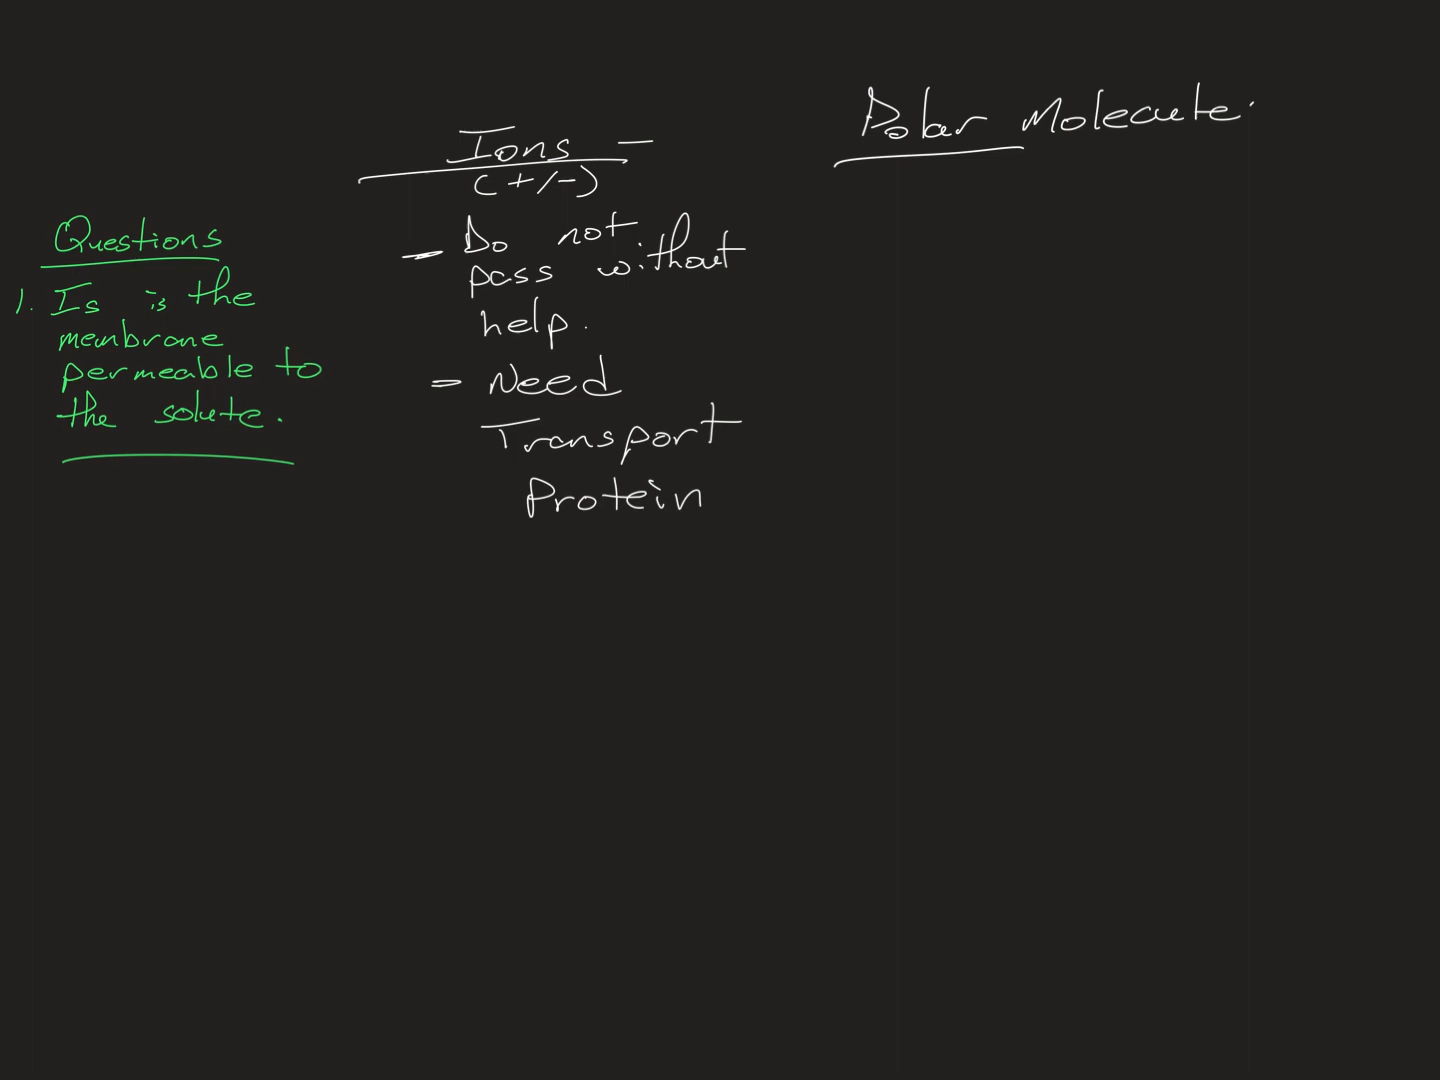 Polar Molecule.
Ions –
(+/-)
Questions
1. Is is the
membrane
permeable to
the solute.
- Do not
pass without
help.
- Need
Transport
Protein